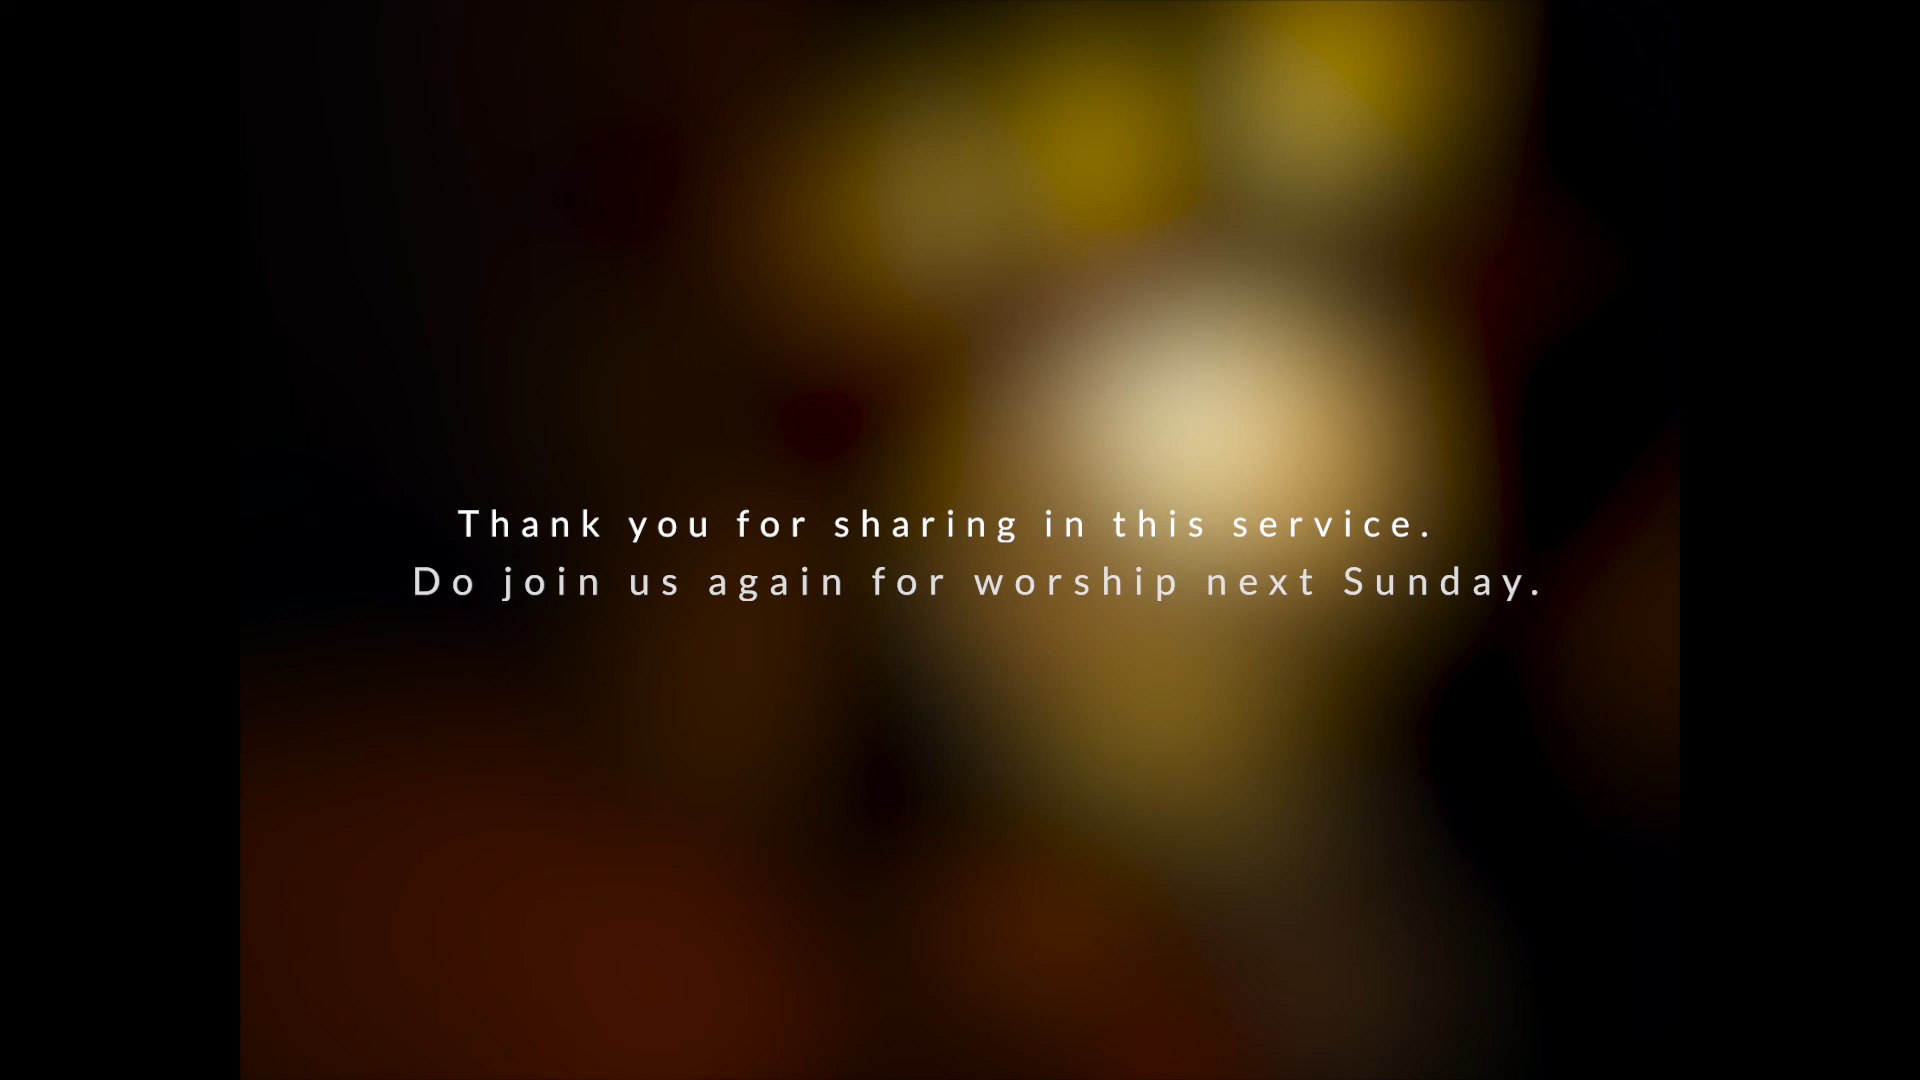 Thank you for sharing in this service.
Do join us again for worship next Sunday.